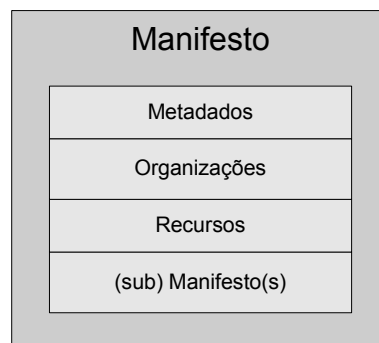 Manifesto
Metadados
Organizações
Recursos
(sub) Manifesto(s)